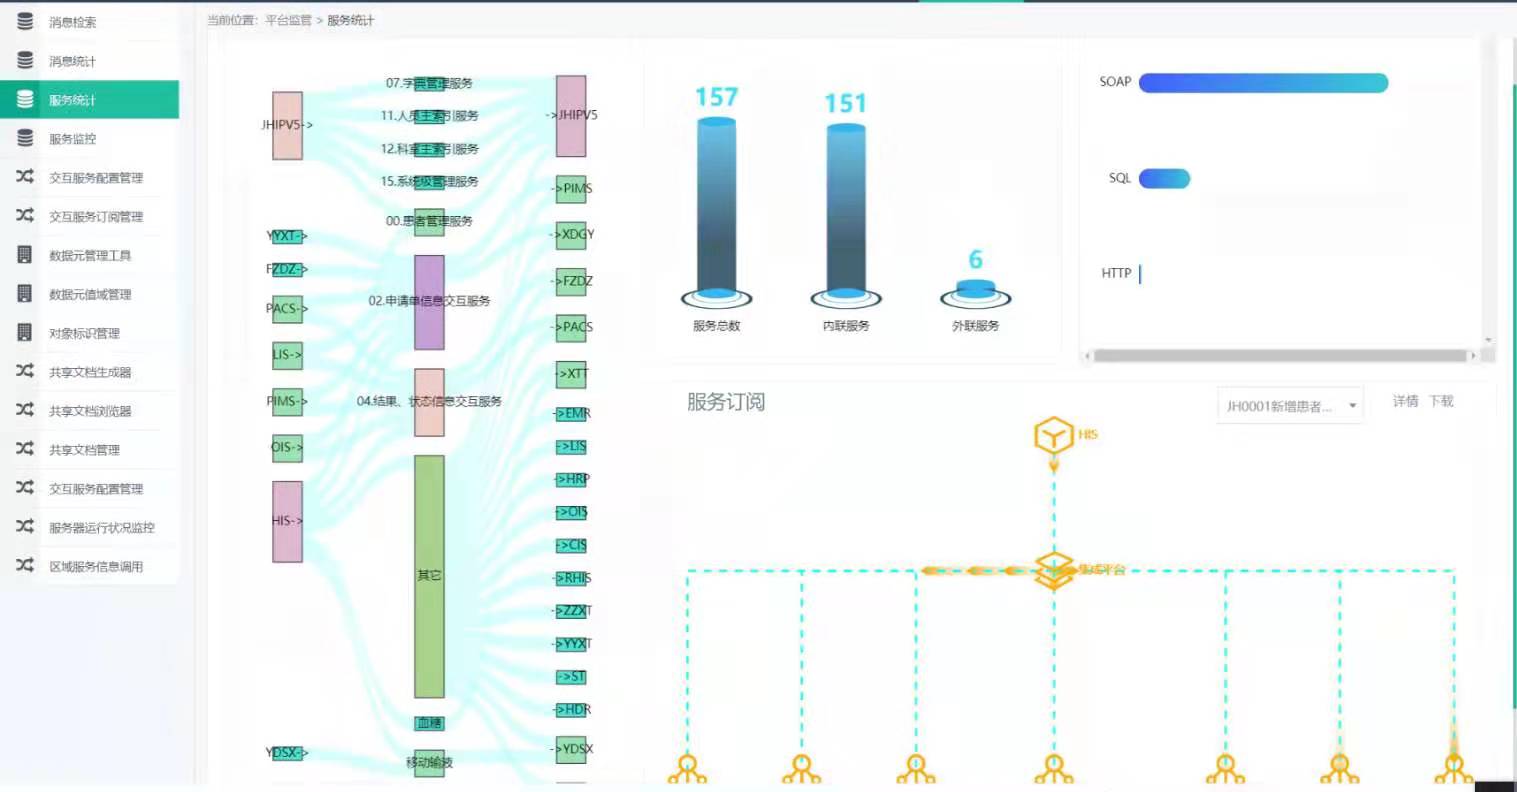 当前位置：平台监管 > 服务统计
消息检索
消息统计
服务统计
服务监控
交互服务配置管理
交互服务订阅管理
数据元管理工具
数据元值域管理
对象标识管理
共享文档生成器
共享文档浏览器
共享文档管理
交互服务配置管理
服务器运行状况监控
区域服务信息调用
JHIPV5->
YYXT->
FZDZ->
PACS->
LIS->
PIMS->
OIS->
HIS->
YDSX->
07.字典管理服务
11.人员主索引服务
12.科室主索引服务
15.系统级管理服务
00.患者管理服务
02.申请单信息交互服务
04.结果、状态信息交互服务
其它
血糖
移动输液
->JHIPV5
->PIMS
->XDGY
->FZDZ
->PACS
->XTT
->EMR
->LIS
->HRP
->OIS
->CIS
->RHIS
->ZZXT
->YYXT
->ST
->HDR
->YDSX
157
151
6
服务总数
内联服务
外联服务
SOAP
SQL
HTTP
服务订阅
JH0001新增患者...
详情 下载
HIS
集成平台